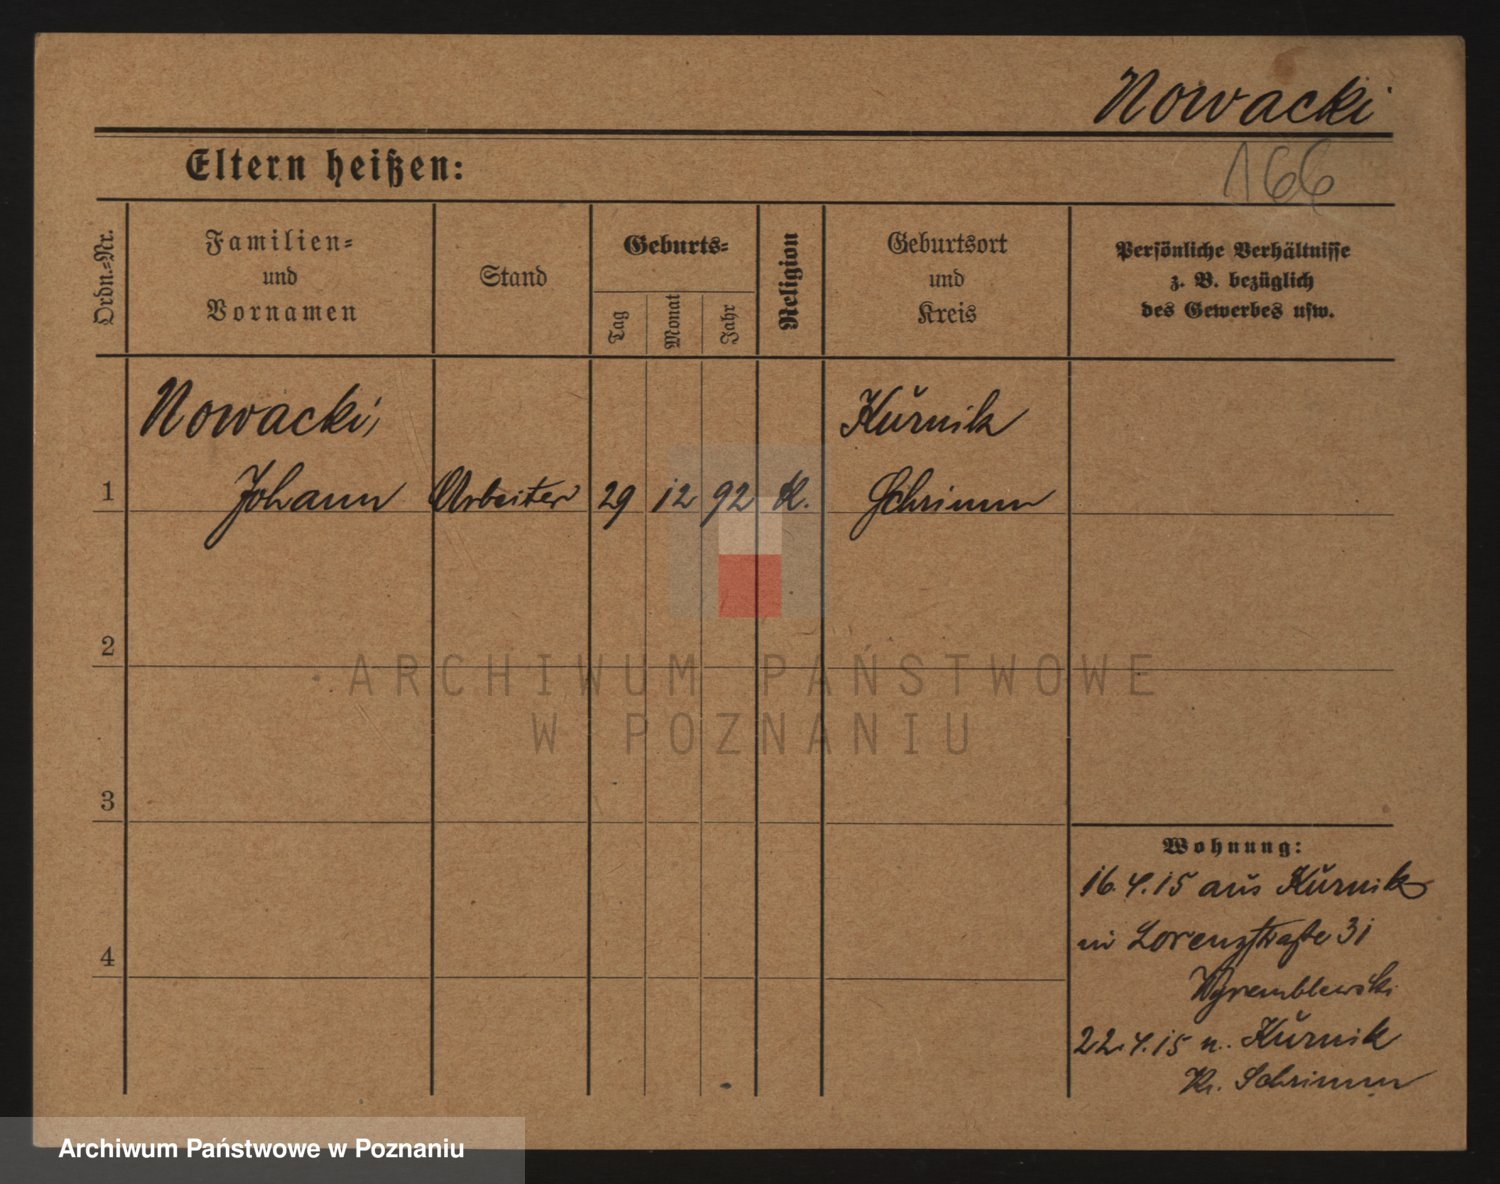 Nowacki
Eltern heißen:
166
Ordn.-Nr.
Familien-
und
Vornamen
Stand
Geburts-
Tag
Monat
Jahr
Religion
Geburtsort
und
Kreis
Persönliche Verhältnisse
z. B. bezüglich
des Gewerbes usw.
Nowacki,
Kurnik
1 Johann Arbeiter 29 12 92 K. Schrimm
2
ARCHIWUM PAŃSTWOWE
W POZNANIU
3
Wohnung:
16.4.15 aus Kurnik
in Lorenzstraße 31
4
Wyremblewski
22.4.15 n. Kurnik
Kr. Schrimm
Archiwum Państwowe w Poznaniu